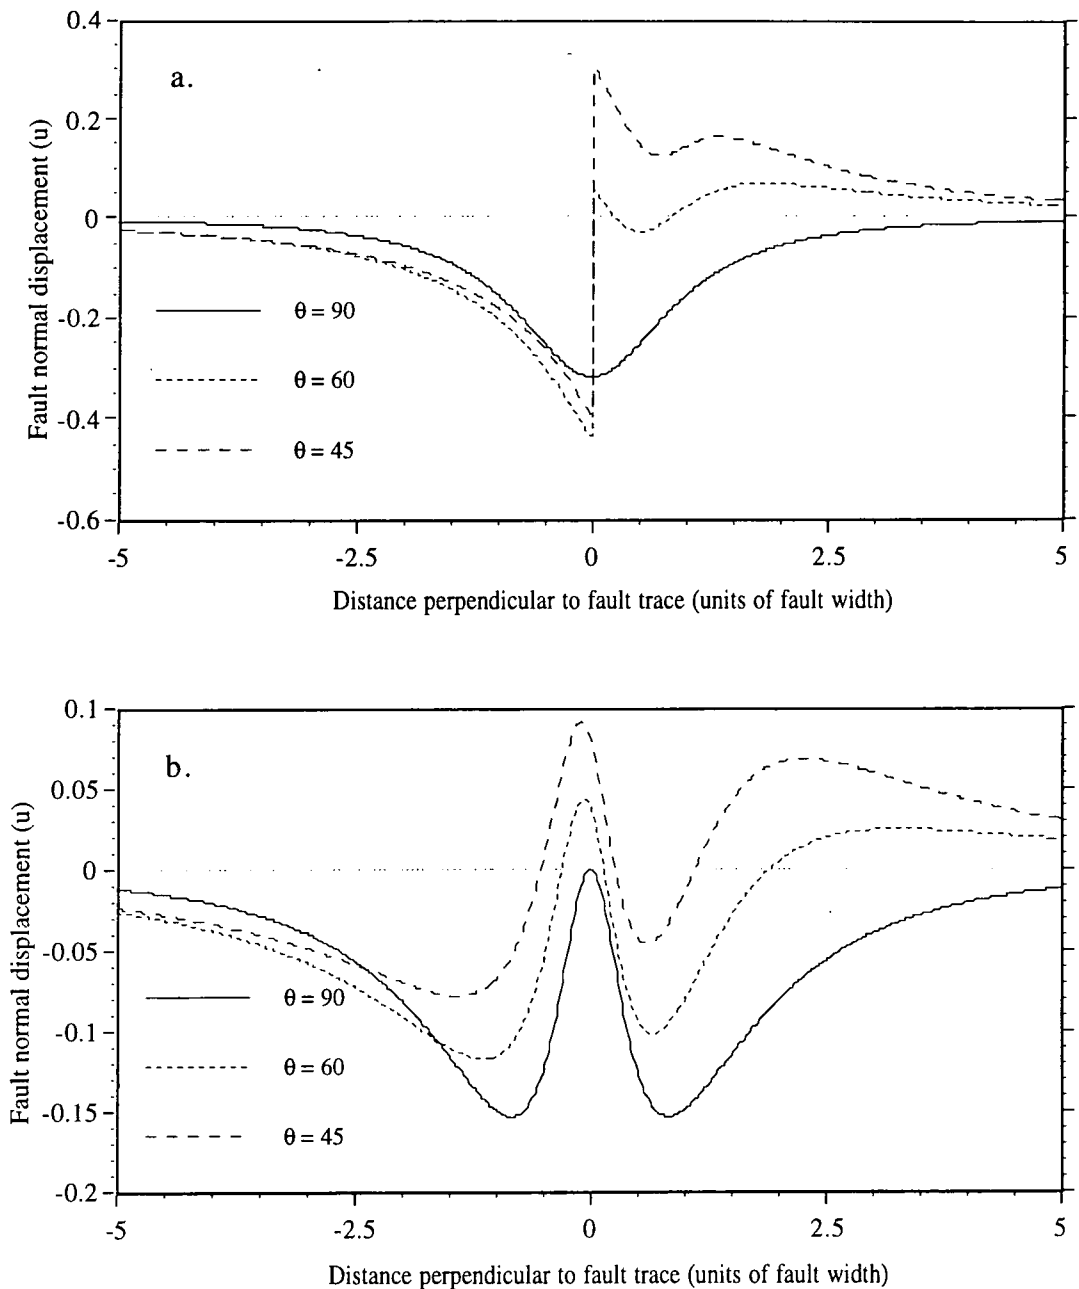 0.4
a.
0.2
0
-0.2
-0.4
-0.6
Fault normal displacement (u)
θ = 90
θ = 60
θ = 45
-5
-2.5
0
2.5
5
Distance perpendicular to fault trace (units of fault width)
0.1
b.
0.05
0
-0.05
-0.1
-0.15
-0.2
Fault normal displacement (u)
θ = 90
θ = 60
θ = 45
-5
-2.5
0
2.5
5
Distance perpendicular to fault trace (units of fault width)